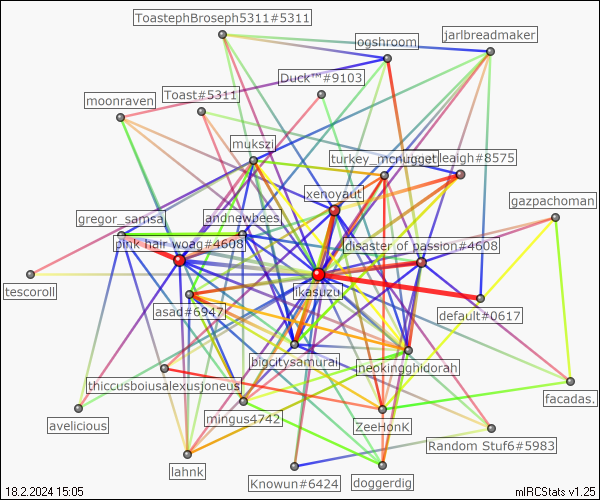 ToastephBroseph5311#5311
ogshroom
jarlbreadmaker
Duck™#9103
moonraven
Toast#5311
mukszi
turkey_mcnugget
leaigh#8575
xenoyaut
gazpachoman
gregor_samsa
andnewbees
pink hair woag#4608
disaster of passion#4608
tescoroll
ikasuzu
asad#6947
default#0617
bigcitysamurai
neokingghidorah
thiccusboiusalexusjoneus
facadas.
mingus4742
avelicious
ZeeHonK
Random Stuf6#5983
lahnk
Knowun#6424
doggerdig
18.2.2024 15:05
mIRCStats v1.25